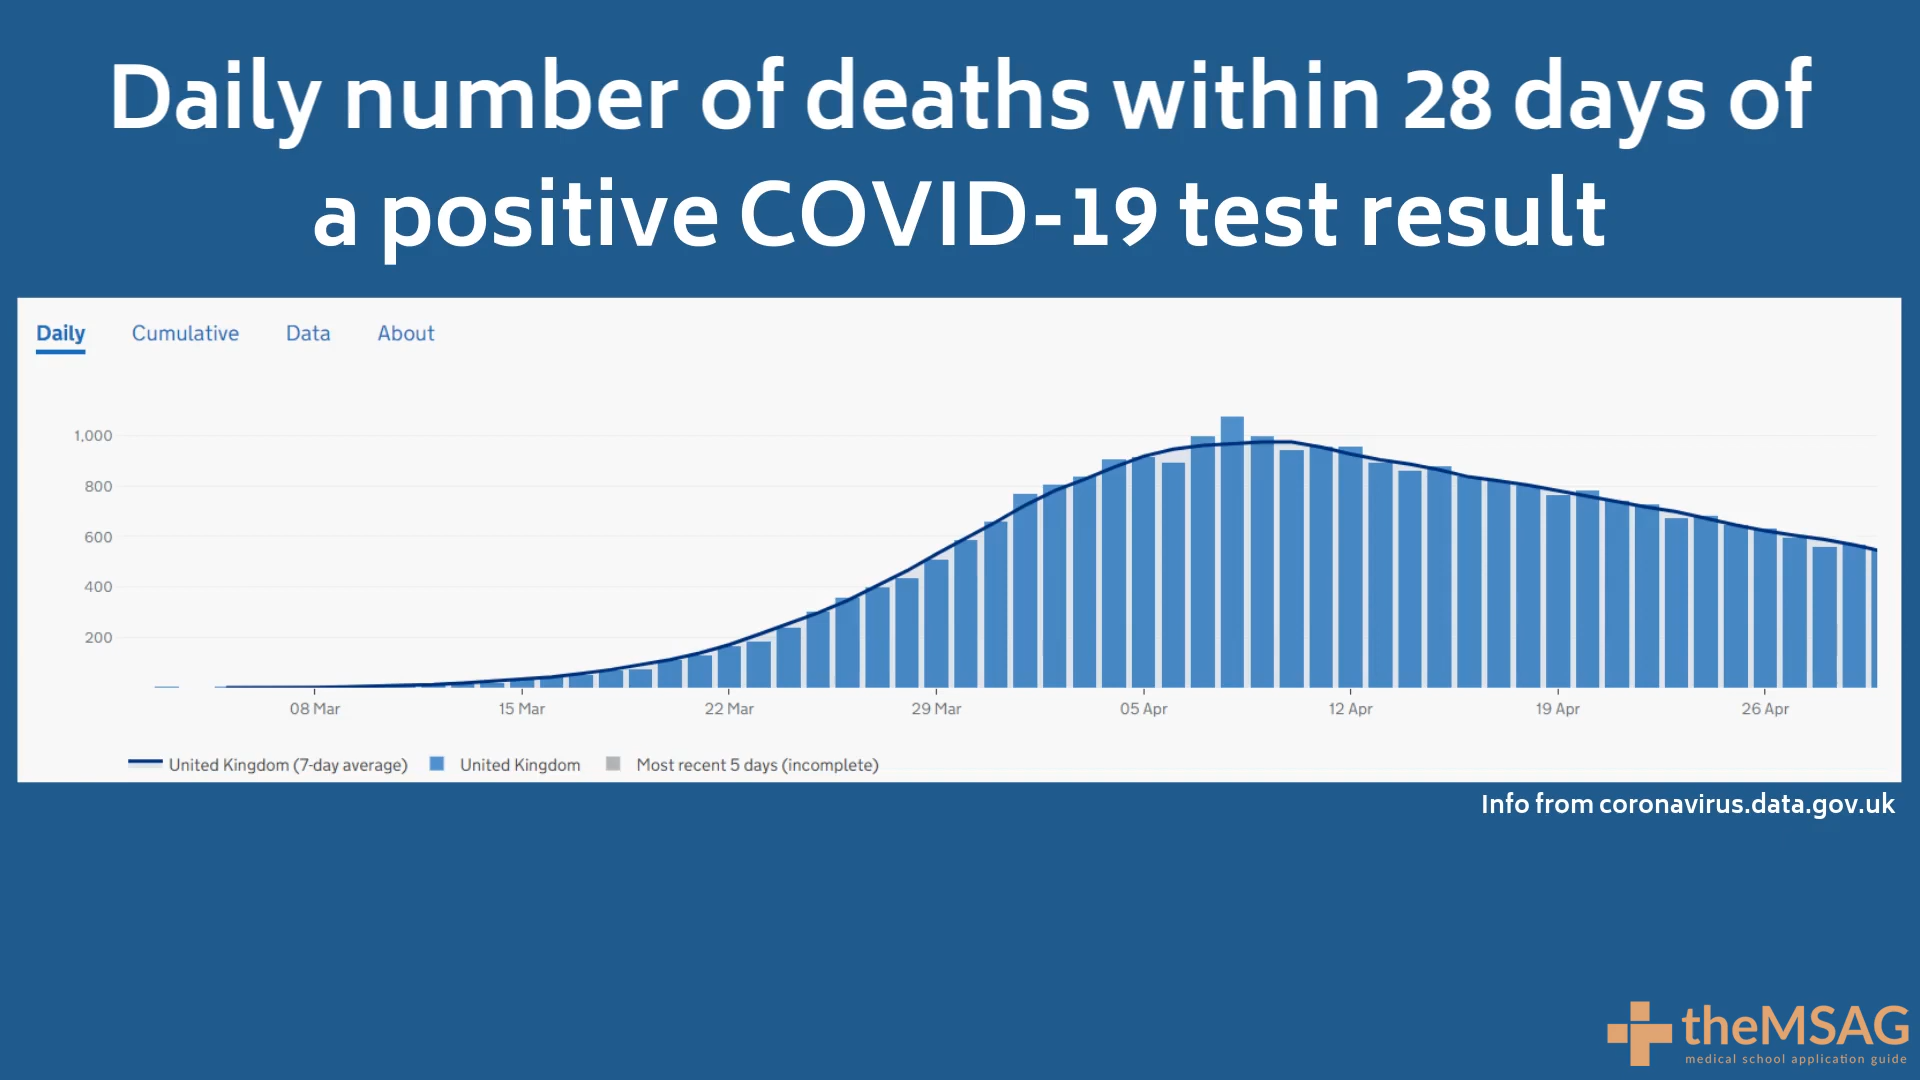 Daily number of deaths within 28 days of
a positive COVID-19 test result
Daily Cumulative Data About
1,000
800
600
400
200
08 Mar 15 Mar 22 Mar 29 Mar 05 Apr 12 Apr 19 Apr 26 Apr
United Kingdom (7-day average) United Kingdom Most recent 5 days (incomplete)
Info from coronavirus.data.gov.uk
theMSAG
medical school application guide